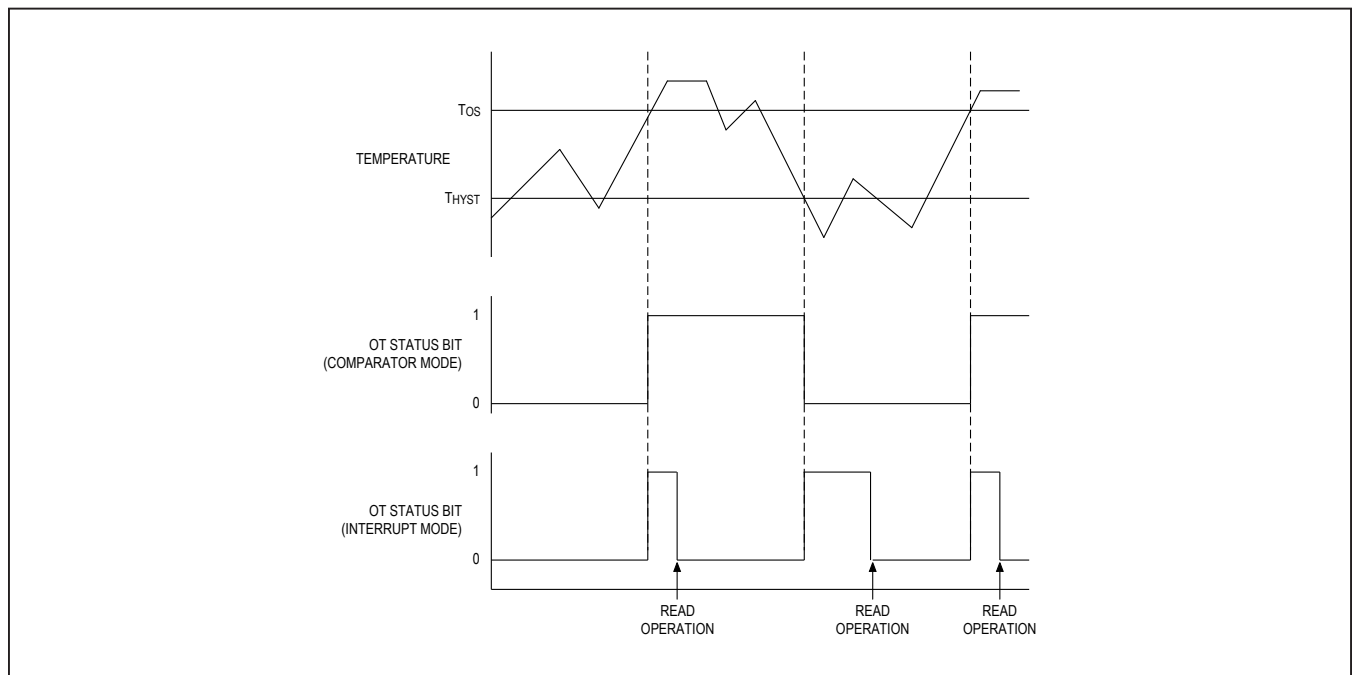 TOS
TEMPERATURE
THYST
1
OT STATUS BIT
(COMPARATOR MODE)
0
1
OT STATUS BIT
(INTERRUPT MODE)
0
READ
OPERATION
READ
OPERATION
READ
OPERATION